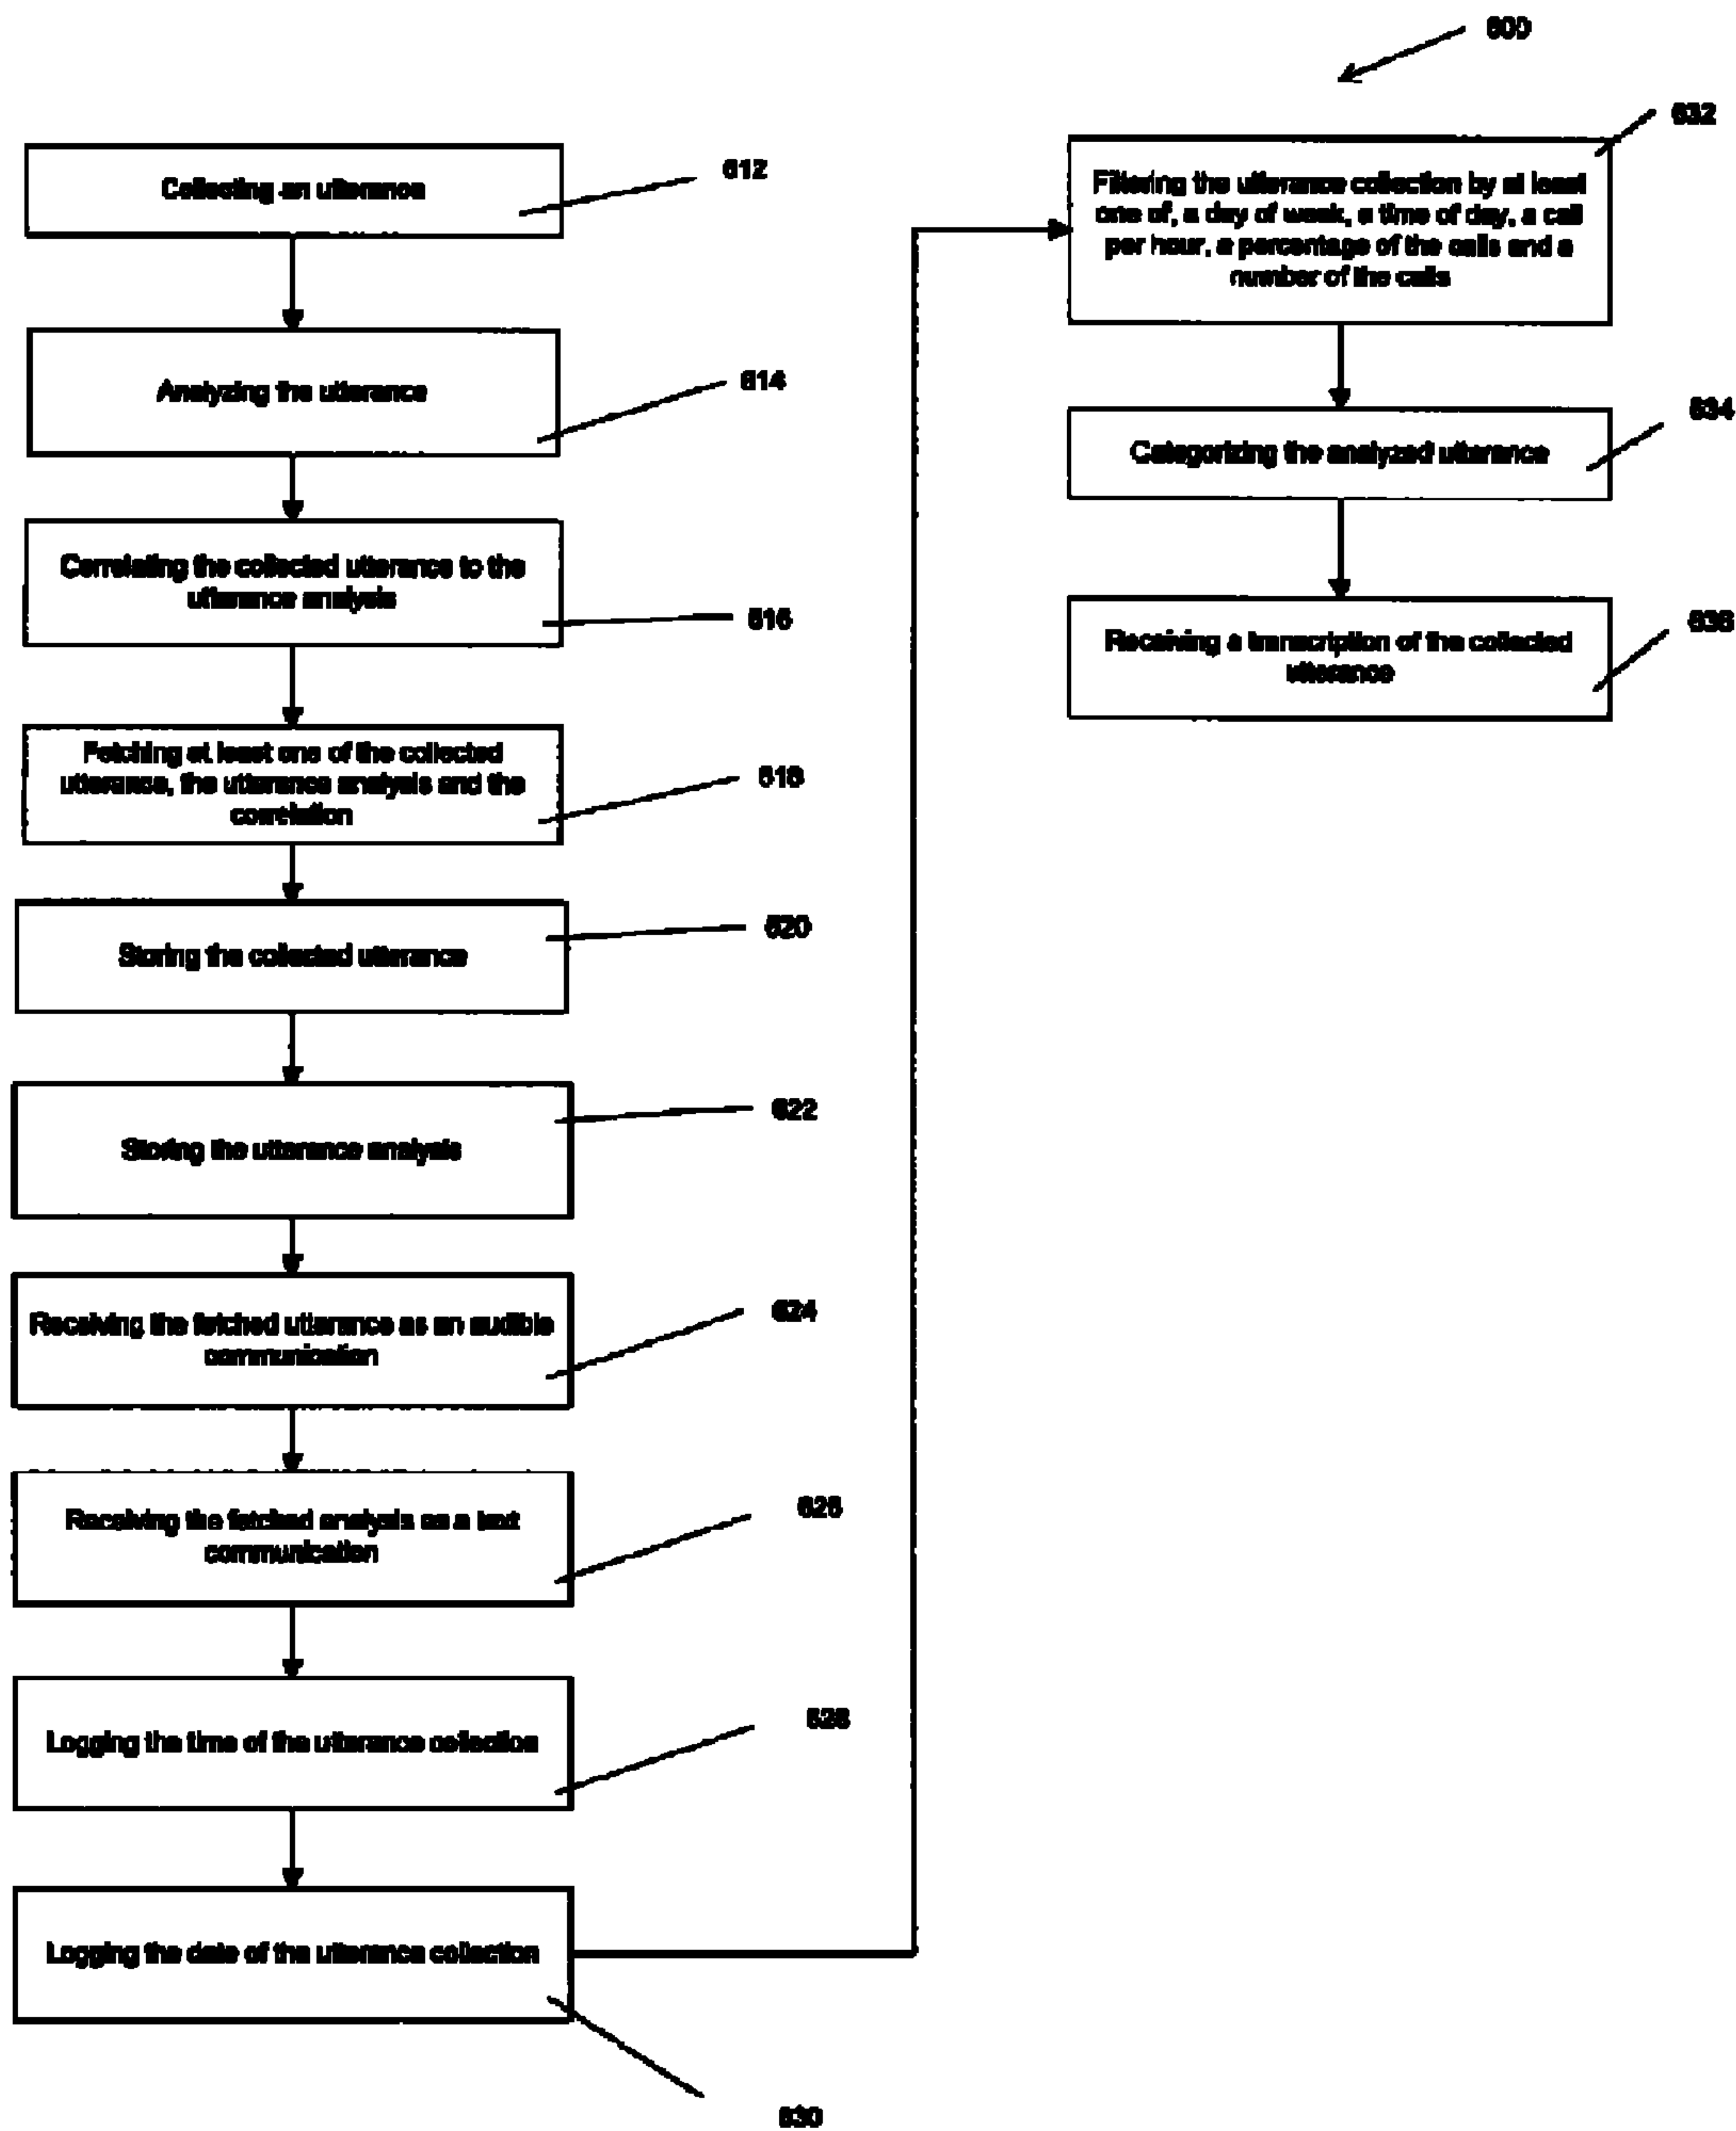 600
612
Collecting an utterance
614
Analyzing the utterance
616
Correlating the collected utterance to the
utterance analysis
618
Fetching at least one of the collected
utterance, the utterance analysis and the
correlation
620
Storing the collected utterance
622
Storing the utterance analysis
624
Receiving the fetched utterance as an audible
communication
626
Receiving the fetched analysis as a text
communication
628
Logging the time of the utterance collection
Logging the date of the utterance collection
630
632
Filtering the utterance collection by at least
one of, a day of week, a time of day, a call
per hour, a percentage of the calls and a
number of the calls
634
Categorizing the analyzed utterance
636
Receiving a transcription of the collected
utterance